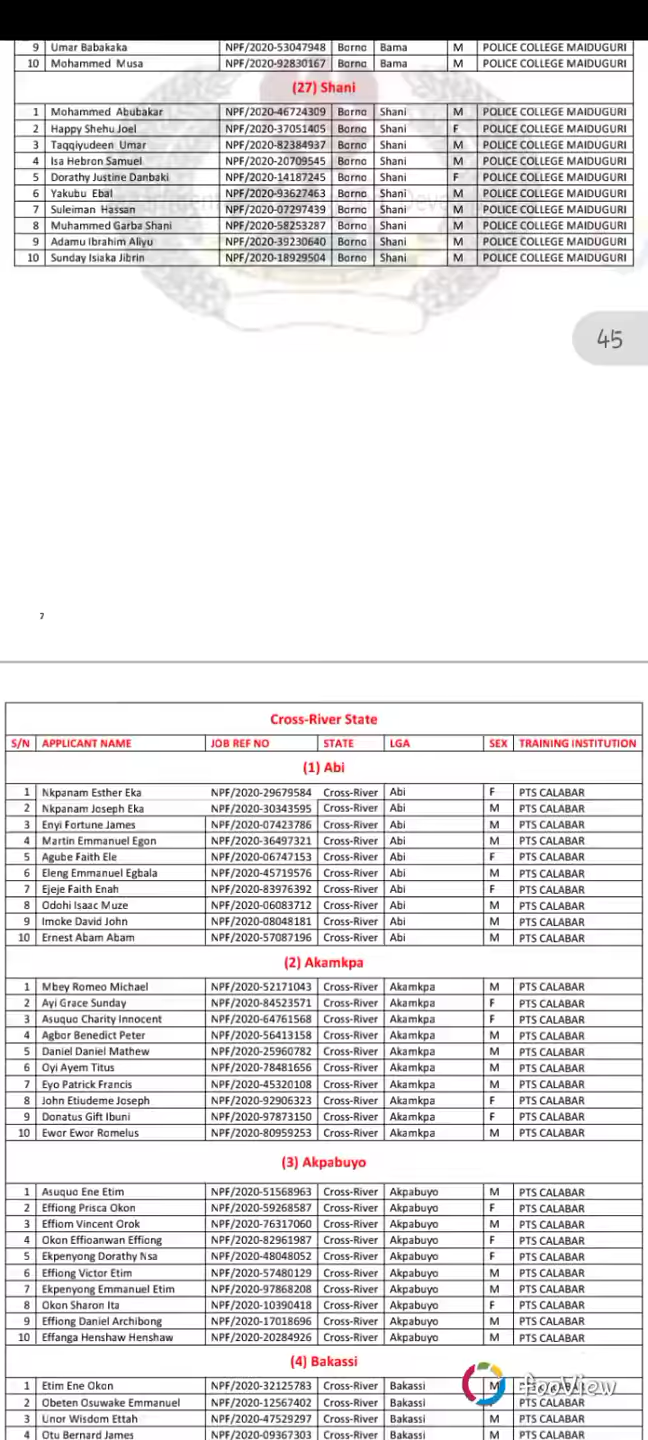 9 Umar Babakaka NPF/2020-53047948 Borno Bama M POLICE COLLEGE MAIDUGURI
10 Mohammed Musa NPF/2020-92830167 Borno Bama M POLICE COLLEGE MAIDUGURI
(27) Shani
1 Mohammed Abubakar NPF/2020-46724309 Borno Shani M POLICE COLLEGE MAIDUGURI
2 Happy Shehu Joel NPF/2020-37051405 Borno Shani F POLICE COLLEGE MAIDUGURI
3 Taqqiyudeen Umar NPF/2020-82384937 Borno Shani M POLICE COLLEGE MAIDUGURI
4 Isa Hebron Samuel NPF/2020-20709545 Borno Shani M POLICE COLLEGE MAIDUGURI
5 Dorathy Justine Danbaki NPF/2020-14187245 Borno Shani F POLICE COLLEGE MAIDUGURI
6 Yakubu Ebal NPF/2020-93627463 Borno Shani M POLICE COLLEGE MAIDUGURI
7 Suleiman Hassan NPF/2020-07297439 Borno Shani M POLICE COLLEGE MAIDUGURI
8 Muhammed Garba Shani NPF/2020-58253287 Borno Shani M POLICE COLLEGE MAIDUGURI
9 Adamu Ibrahim Aliyu NPF/2020-39230640 Borno Shani M POLICE COLLEGE MAIDUGURI
10 Sunday Isiaka Jibrin NPF/2020-18929504 Borno Shani M POLICE COLLEGE MAIDUGURI
45
7
Cross-River State
S/N APPLICANT NAME JOB REF NO STATE LGA SEX TRAINING INSTITUTION
(1) Abi
1 Nkpanam Esther Eka NPF/2020-29679584 Cross-River Abi F PTS CALABAR
2 Nkpanam Joseph Eka NPF/2020-30343595 Cross-River Abi M PTS CALABAR
3 Enyi Fortune James NPF/2020-07423786 Cross-River Abi M PTS CALABAR
4 Martin Emmanuel Egon NPF/2020-36497321 Cross-River Abi M PTS CALABAR
5 Agube Faith Ele NPF/2020-06747153 Cross-River Abi F PTS CALABAR
6 Eleng Emmanuel Egbala NPF/2020-45719576 Cross-River Abi M PTS CALABAR
7 Ejeje Faith Enah NPF/2020-83976392 Cross-River Abi F PTS CALABAR
8 Odohi Isaac Muze NPF/2020-06083712 Cross-River Abi M PTS CALABAR
9 Imoke David John NPF/2020-08048181 Cross-River Abi M PTS CALABAR
10 Ernest Abam Abam NPF/2020-57087196 Cross-River Abi M PTS CALABAR
(2) Akamkpa
1 Mbey Romeo Michael NPF/2020-52171043 Cross-River Akamkpa M PTS CALABAR
2 Ayi Grace Sunday NPF/2020-84523571 Cross-River Akamkpa F PTS CALABAR
3 Asuquo Charity Innocent NPF/2020-64761568 Cross-River Akamkpa F PTS CALABAR
4 Agbor Benedict Peter NPF/2020-56413158 Cross-River Akamkpa M PTS CALABAR
5 Daniel Daniel Mathew NPF/2020-25960782 Cross-River Akamkpa M PTS CALABAR
6 Oyi Ayem Titus NPF/2020-78481656 Cross-River Akamkpa M PTS CALABAR
7 Eyo Patrick Francis NPF/2020-45320108 Cross-River Akamkpa M PTS CALABAR
8 John Etiudeme Joseph NPF/2020-92906323 Cross-River Akamkpa F PTS CALABAR
9 Donatus Gift Ibuni NPF/2020-97873150 Cross-River Akamkpa F PTS CALABAR
10 Ewor Ewor Romelus NPF/2020-80959253 Cross-River Akamkpa M PTS CALABAR
(3) Akpabuyo
1 Asuquo Ene Etim NPF/2020-51568963 Cross-River Akpabuyo M PTS CALABAR
2 Effiong Prisca Okon NPF/2020-59268587 Cross-River Akpabuyo F PTS CALABAR
3 Effiom Vincent Orok NPF/2020-76317060 Cross-River Akpabuyo M PTS CALABAR
4 Okon Effioanwan Effiong NPF/2020-82961987 Cross-River Akpabuyo F PTS CALABAR
5 Ekpenyong Dorathy Nsa NPF/2020-48048052 Cross-River Akpabuyo F PTS CALABAR
6 Effiong Victor Etim NPF/2020-57480129 Cross-River Akpabuyo M PTS CALABAR
7 Ekpenyong Emmanuel Etim NPF/2020-97868208 Cross-River Akpabuyo M PTS CALABAR
8 Okon Sharon Ita NPF/2020-10390418 Cross-River Akpabuyo F PTS CALABAR
9 Effiong Daniel Archibong NPF/2020-17018696 Cross-River Akpabuyo M PTS CALABAR
10 Effanga Henshaw Henshaw NPF/2020-20284926 Cross-River Akpabuyo M PTS CALABAR
(4) Bakassi
1 Etim Ene Okon NPF/2020-32125783 Cross-River Bakassi M
fooView
2 Obeten Osuwake Emmanuel NPF/2020-12567402 Cross-River Bakassi PTS CALABAR
3 Unor Wisdom Ettah NPF/2020-47529297 Cross-River Bakassi M PTS CALABAR
4 Otu Bernard James NPF/2020-09367303 Cross-River Bakassi M PTS CALABAR